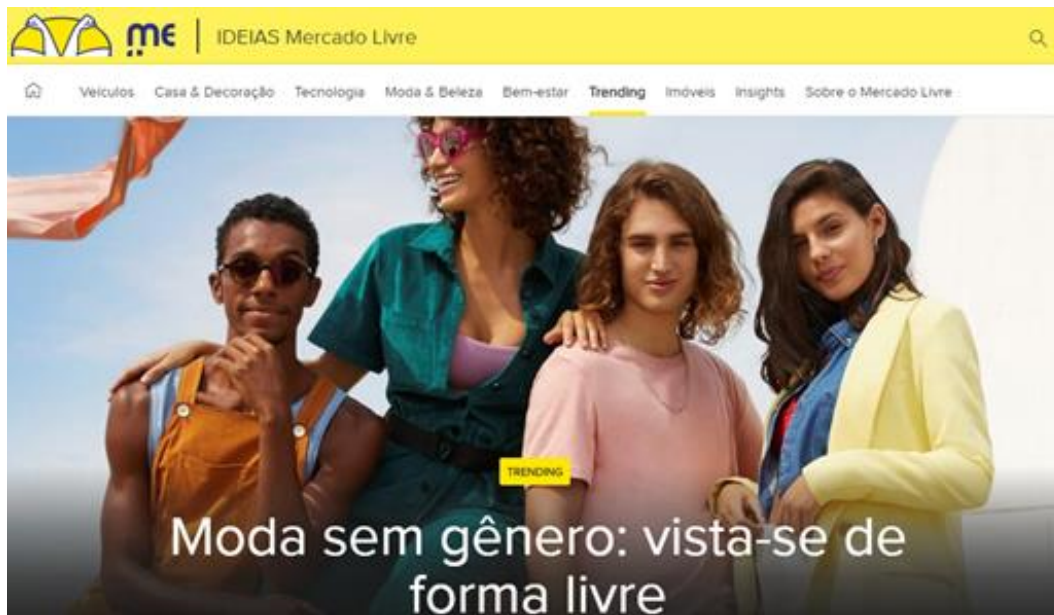 me | IDEIAS Mercado Livre
Veículos Casa & Decoração Tecnologia Moda & Beleza Bem-estar Trending Imóveis Insights Sobre o Mercado Livre
TRENDING
Moda sem gênero: vista-se de
forma livre